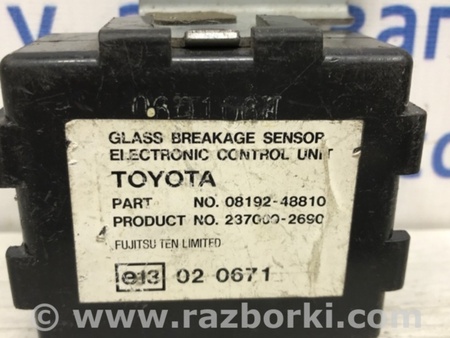 GLASS BREAKAGE SENSOR
ELECTRONIC CONTROL UNIT
TOYOTA
PART NO. 08192-48810
PRODUCT NO. 237000-2690
FUJITSU TEN LIMITED
e13 02 0671
© www.razborki.com